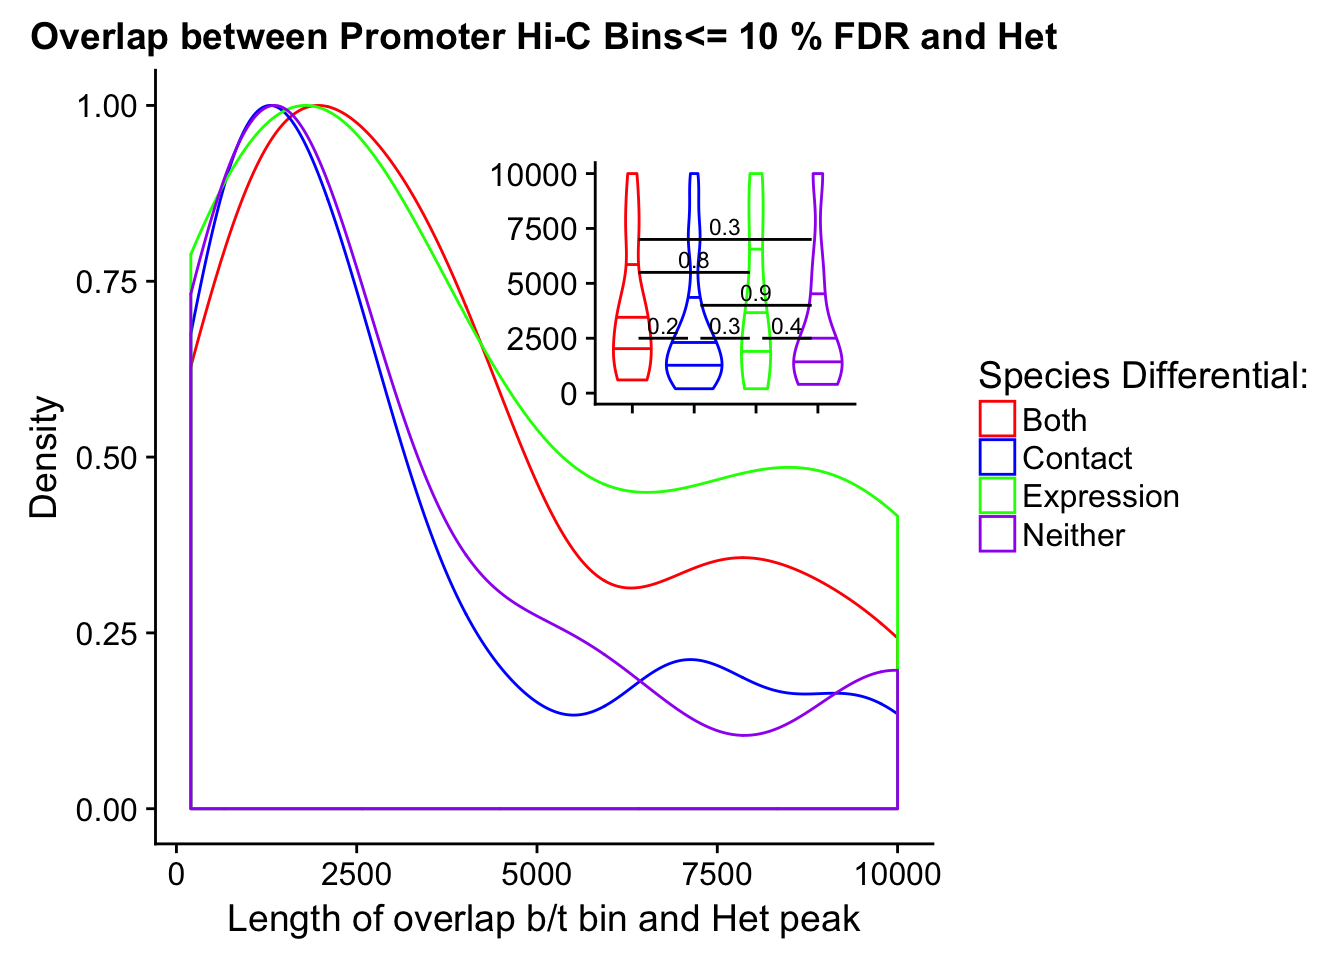 Overlap between Promoter Hi-C Bins<= 10 % FDR and Het
1.00
0.75
0.50
0.25
0.00
Density
0
2500
5000
7500
10000
Length of overlap b/t bin and Het peak
10000
7500
5000
2500
0
0.3
0.8
0.9
0.2
0.3
0.4
Species Differential:
Both
Contact
Expression
Neither